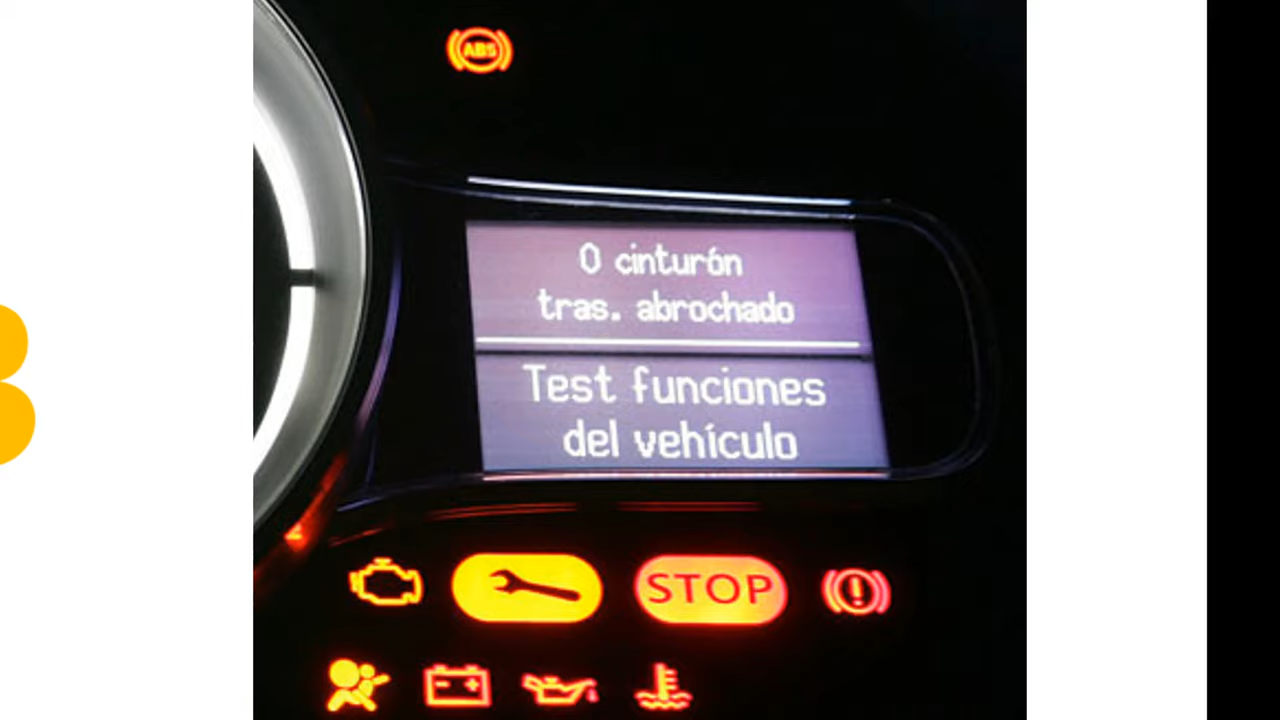 ABS
0 cinturón
tras. abrochado
Test funciones
del vehículo
STOP